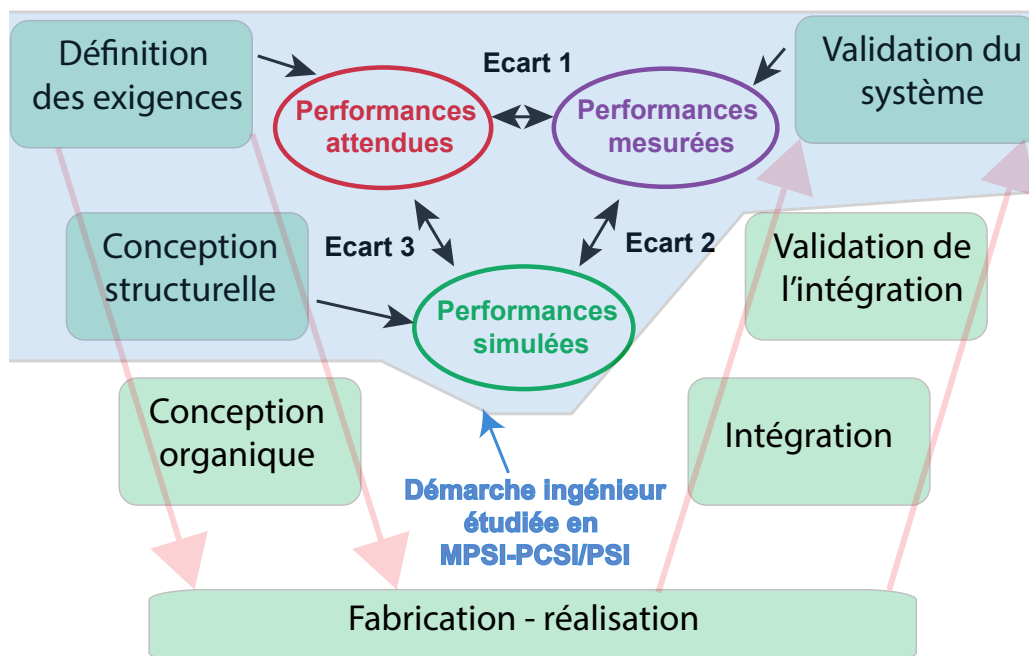 Définition
des exigences
Ecart 1
Validation du
système
Performances
attendues
Performances
mesurées
Conception
structurelle
Ecart 3
Ecart 2
Validation de
l'intégration
Performances
simulées
Conception
organique
Intégration
Démarche ingénieur
étudiée en
MPSI-PCSI/PSI
Fabrication - réalisation